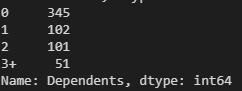 0     345
1     102
2     101
3+     51
Name: Dependents, dtype: int64